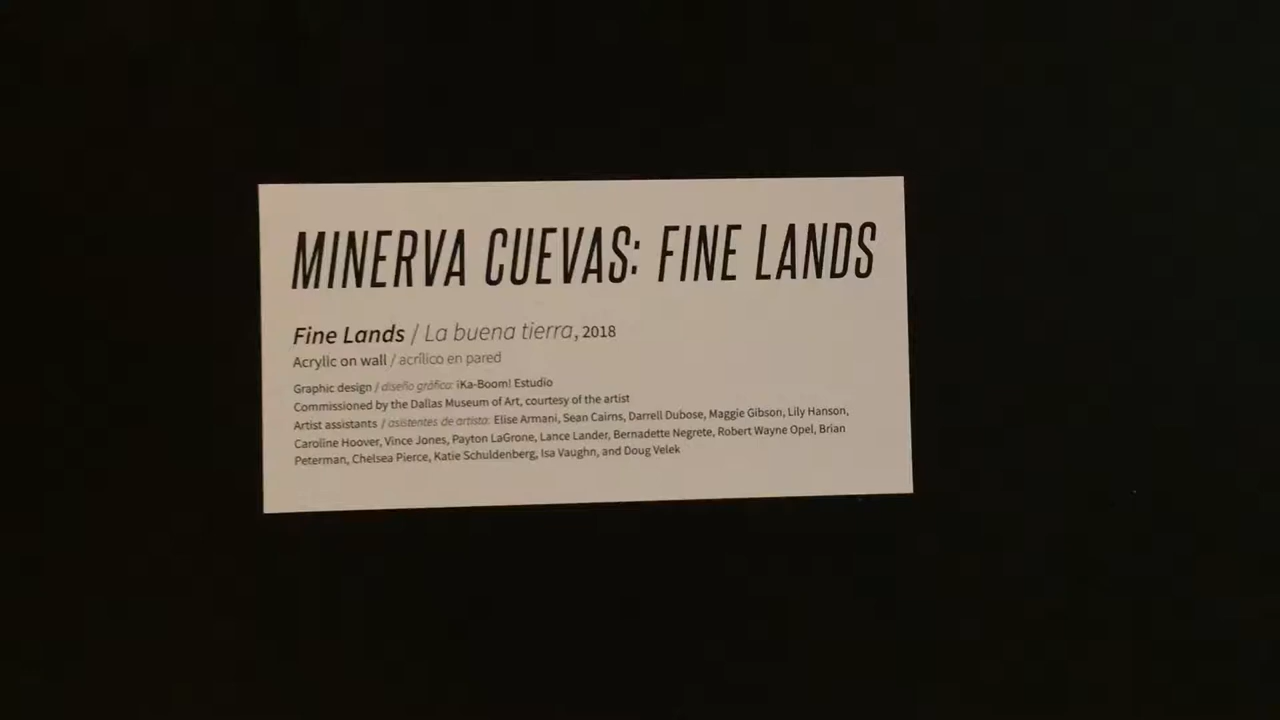 MINERVA CUEVAS: FINE LANDS
Fine Lands / La buena tierra, 2018
Acrylic on wall / acrílico en pared
Graphic design / diseño gráfico: ¡Ka-Boom! Estudio
Commissioned by the Dallas Museum of Art, courtesy of the artist
Artist assistants / asistentes de artista: Elise Armani, Sean Cairns, Darrell Dubose, Maggie Gibson, Lily Hanson,
Caroline Hoover, Vince Jones, Payton LaGrone, Lance Lander, Bernadette Negrete, Robert Wayne Opel, Brian
Peterman, Chelsea Pierce, Katie Schuldenberg, Isa Vaughn, and Doug Velek